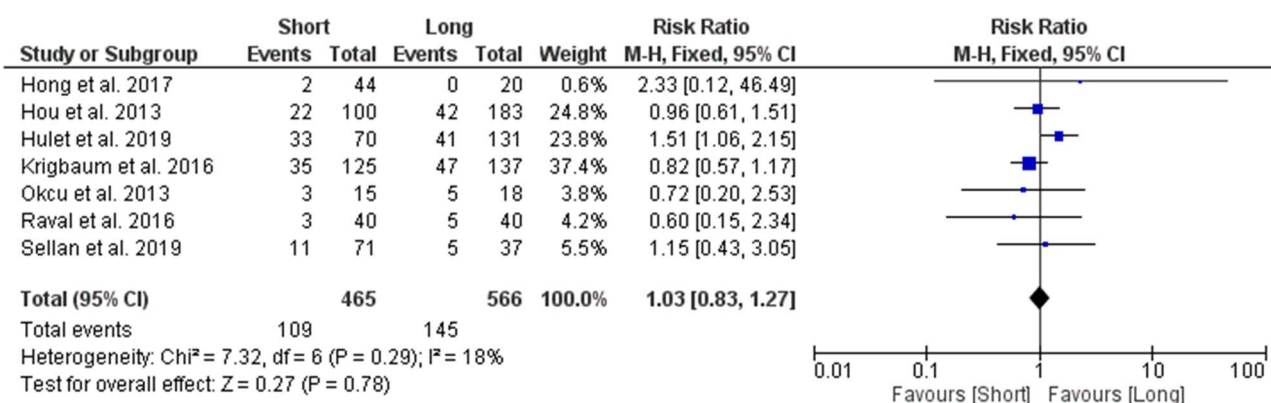 Short Long Risk Ratio Risk Ratio
Study or Subgroup Events Total Events Total Weight M-H, Fixed, 95% CI M-H, Fixed, 95% CI
Hong et al. 2017 2 44 0 20 0.6% 2.33 [0.12, 46.49]
Hou et al. 2013 22 100 42 183 24.8% 0.96 [0.61, 1.51]
Hulet et al. 2019 33 70 41 131 23.8% 1.51 [1.06, 2.15]
Krigbaum et al. 2016 35 125 47 137 37.4% 0.82 [0.57, 1.17]
Okcu et al. 2013 3 15 5 18 3.8% 0.72 [0.20, 2.53]
Raval et al. 2016 3 40 5 40 4.2% 0.60 [0.15, 2.34]
Sellan et al. 2019 11 71 5 37 5.5% 1.15 [0.43, 3.05]
Total (95% CI) 465 566 100.0% 1.03 [0.83, 1.27]
Total events 109 145
Heterogeneity: Chi² = 7.32, df = 6 (P = 0.29); I² = 18%
Test for overall effect: Z = 0.27 (P = 0.78)
0.01 0.1 1 10 100
Favours [Short] Favours [Long]